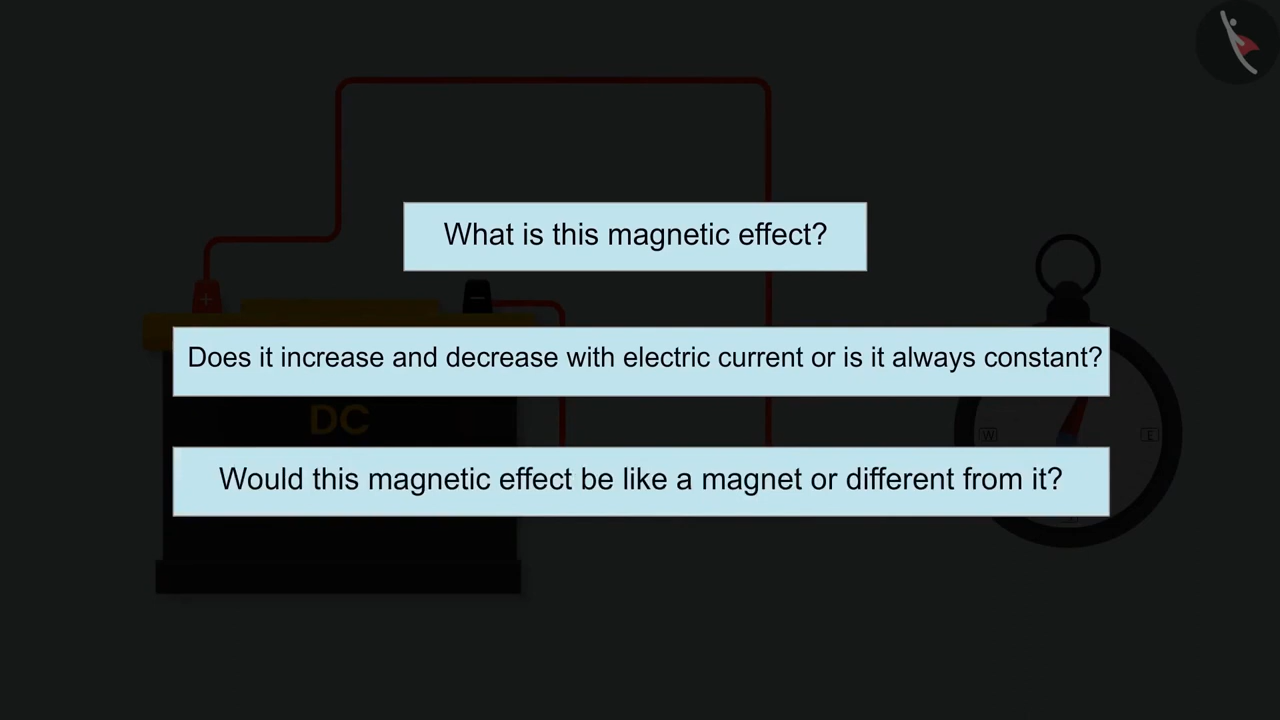 What is this magnetic effect?
+
−
Does it increase and decrease with electric current or is it always constant?
DC
W
E
Would this magnetic effect be like a magnet or different from it?